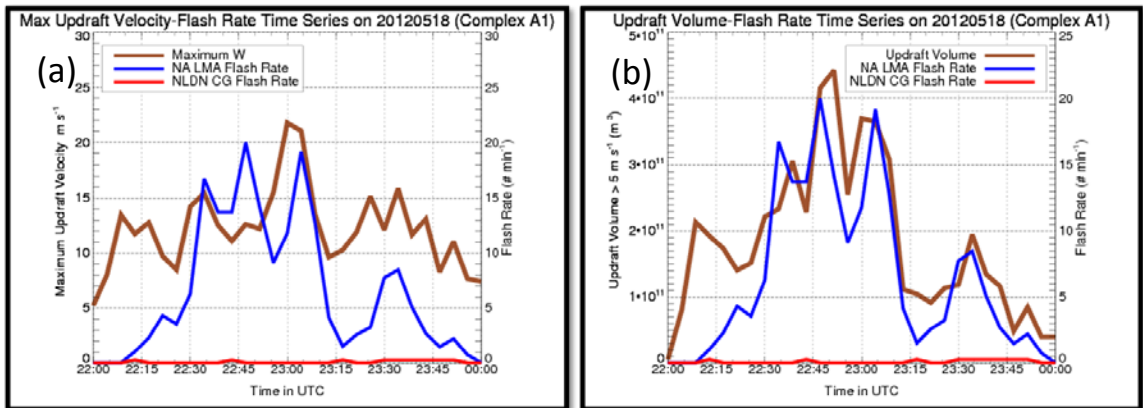 Max Updraft Velocity-Flash Rate Time Series on 20120518 (Complex A1)
(a)
Maximum W
NA LMA Flash Rate
NLDN CG Flash Rate
30
25
20
15
10
5
0
Maximum Updraft Velocity m s⁻¹
30
25
20
15
10
5
0
Flash Rate (# min⁻¹)
22:00 22:15 22:30 22:45 23:00 23:15 23:30 23:45 00:00
Time in UTC
Updraft Volume-Flash Rate Time Series on 20120518 (Complex A1)
(b)
Updraft Volume
NA LMA Flash Rate
NLDN CG Flash Rate
5•10¹¹
4•10¹¹
3•10¹¹
2•10¹¹
1•10¹¹
0
Updraft Volume > 5 m s⁻¹ (m³)
25
20
15
10
5
0
Flash Rate (# min⁻¹)
22:00 22:15 22:30 22:45 23:00 23:15 23:30 23:45 00:00
Time in UTC